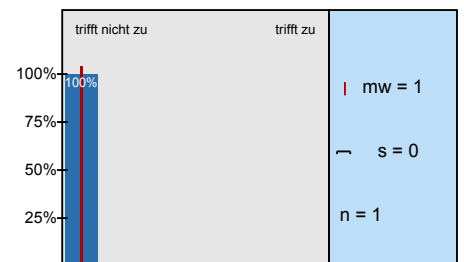 trifft nicht zu trifft zu
100%
100%
mw = 1
75%
s = 0
50%
n = 1
25%